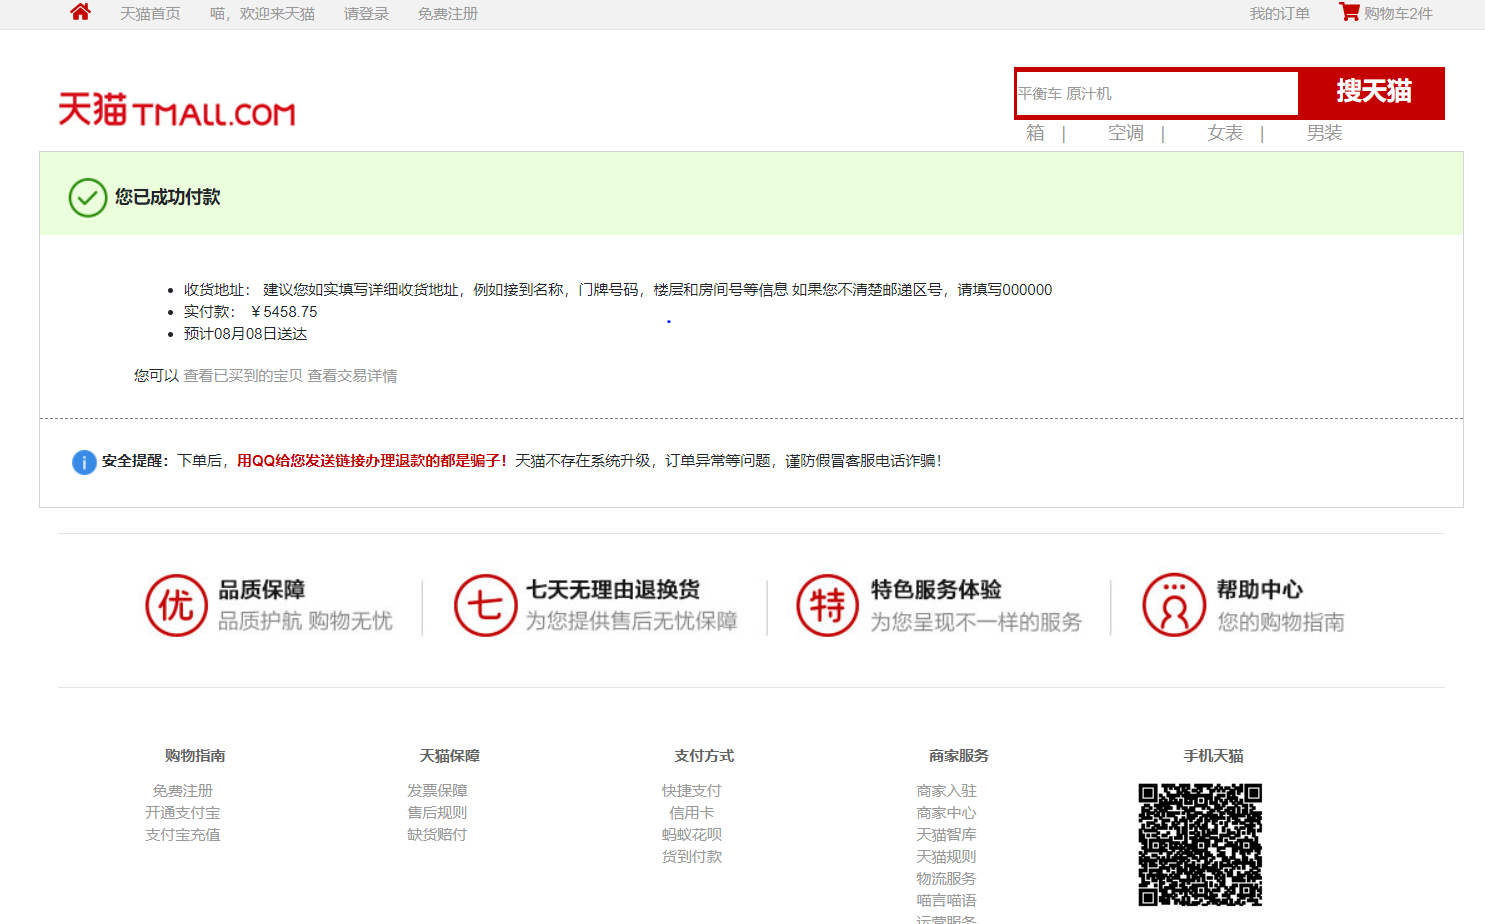 天猫首页 喵，欢迎来天猫 请登录 免费注册 我的订单 购物车2件
天猫 TMALL.COM
平衡车 原汁机 搜天猫
箱 | 空调 | 女表 | 男装
您已成功付款
收货地址： 建议您如实填写详细收货地址，例如接到名称，门牌号码，楼层和房间号等信息 如果您不清楚邮递区号，请填写000000
实付款： ￥5458.75
预计08月08日送达
您可以 查看已买到的宝贝 查看交易详情
安全提醒：下单后，用QQ给您发送链接办理退款的都是骗子！天猫不存在系统升级，订单异常等问题，谨防假冒客服电话诈骗！
优 品质保障
品质护航 购物无忧
七 七天无理由退换货
为您提供售后无忧保障
特 特色服务体验
为您呈现不一样的服务
帮助中心
您的购物指南
购物指南
免费注册
开通支付宝
支付宝充值
天猫保障
发票保障
售后规则
缺货赔付
支付方式
快捷支付
信用卡
蚂蚁花呗
货到付款
商家服务
商家入驻
商家中心
天猫智库
天猫规则
物流服务
喵言喵语
运营服务
手机天猫